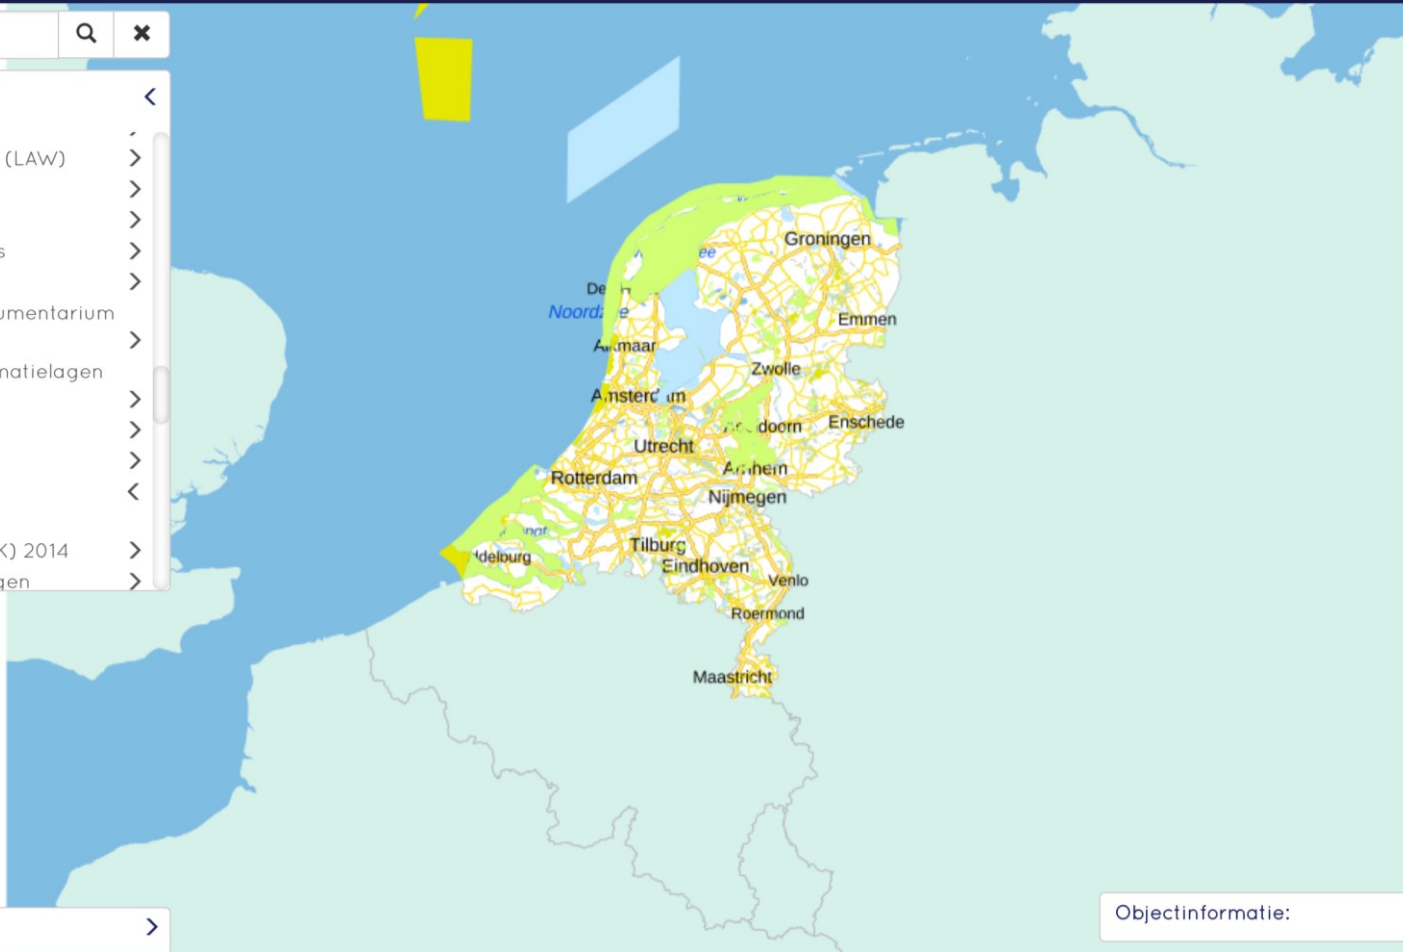 (LAW)
s
umentarium
natielagen
K) 2014
gen
Groningen
Emmen
Zwolle
Enschede
Utrecht
Rotterdam
Nijmegen
Tilburg
Eindhoven
Venlo
Roermond
Maastricht
Objectinformatie: